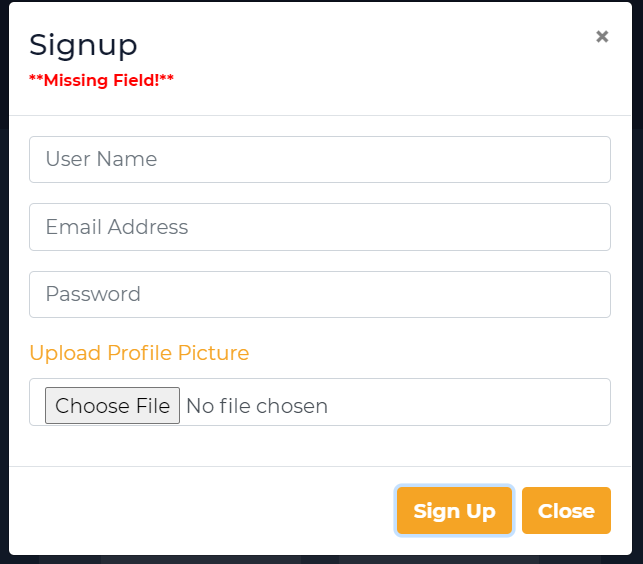 Signup
×
**Missing Field!**
User Name
Email Address
Password
Upload Profile Picture
Choose File No file chosen
Sign Up Close